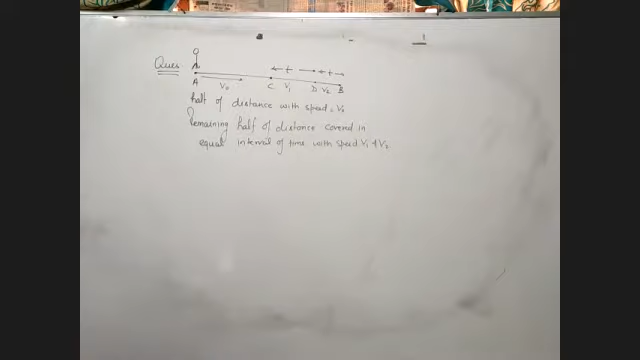 Ques
t t
A V₀ C V₁ D V₂ B
half of distance with speed = V₀
Remaining half of distance covered in
equal interval of time with speed V₁ & V₂